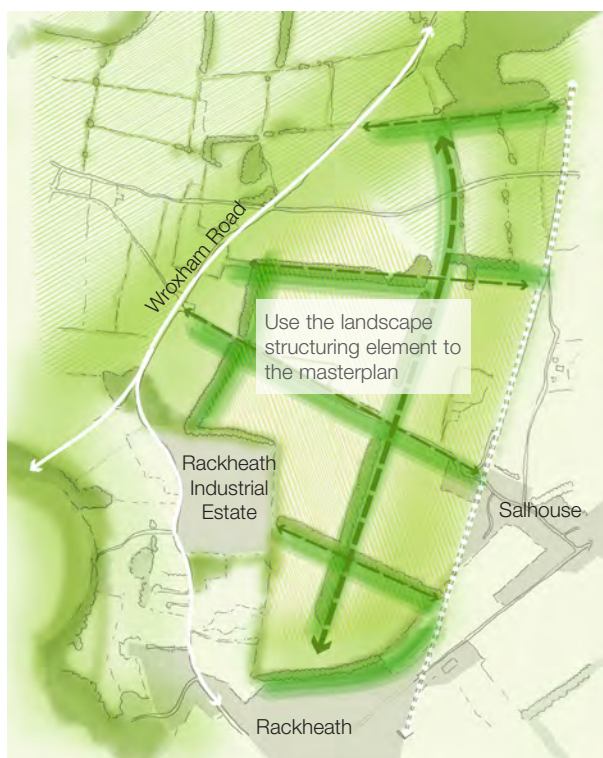 Wroxham Road
Use the landscape
structuring element to
the masterplan
Rackheath
Industrial
Estate
Salhouse
Rackheath